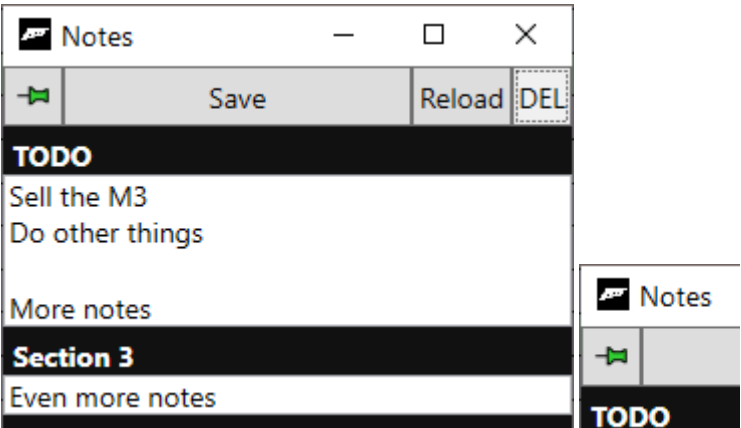 Notes
Save Reload DEL
TODO
Sell the M3
Do other things
More notes
Section 3
Even more notes
Notes
TODO